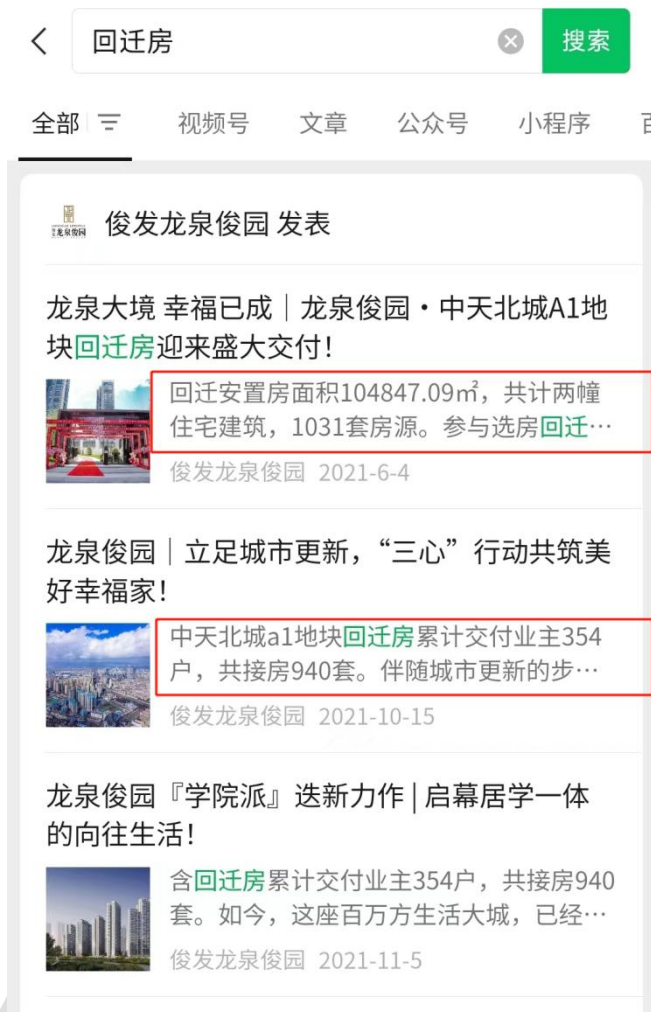 回迁房
搜索
全部
视频号
文章
公众号
小程序
龙泉俊园
俊发龙泉俊园 发表
龙泉大境 幸福已成｜龙泉俊园·中天北城A1地
块回迁房迎来盛大交付！
回迁安置房面积104847.09㎡，共计两幢
住宅建筑，1031套房源。参与选房回迁…
俊发龙泉俊园 2021-6-4
龙泉俊园｜立足城市更新，“三心”行动共筑美
好幸福家！
中天北城a1地块回迁房累计交付业主354
户，共接房940套。伴随城市更新的步…
俊发龙泉俊园 2021-10-15
龙泉俊园『学院派』迭新力作 | 启幕居学一体
的向往生活！
含回迁房累计交付业主354户，共接房940
套。如今，这座百万方生活大城，已经…
俊发龙泉俊园 2021-11-5